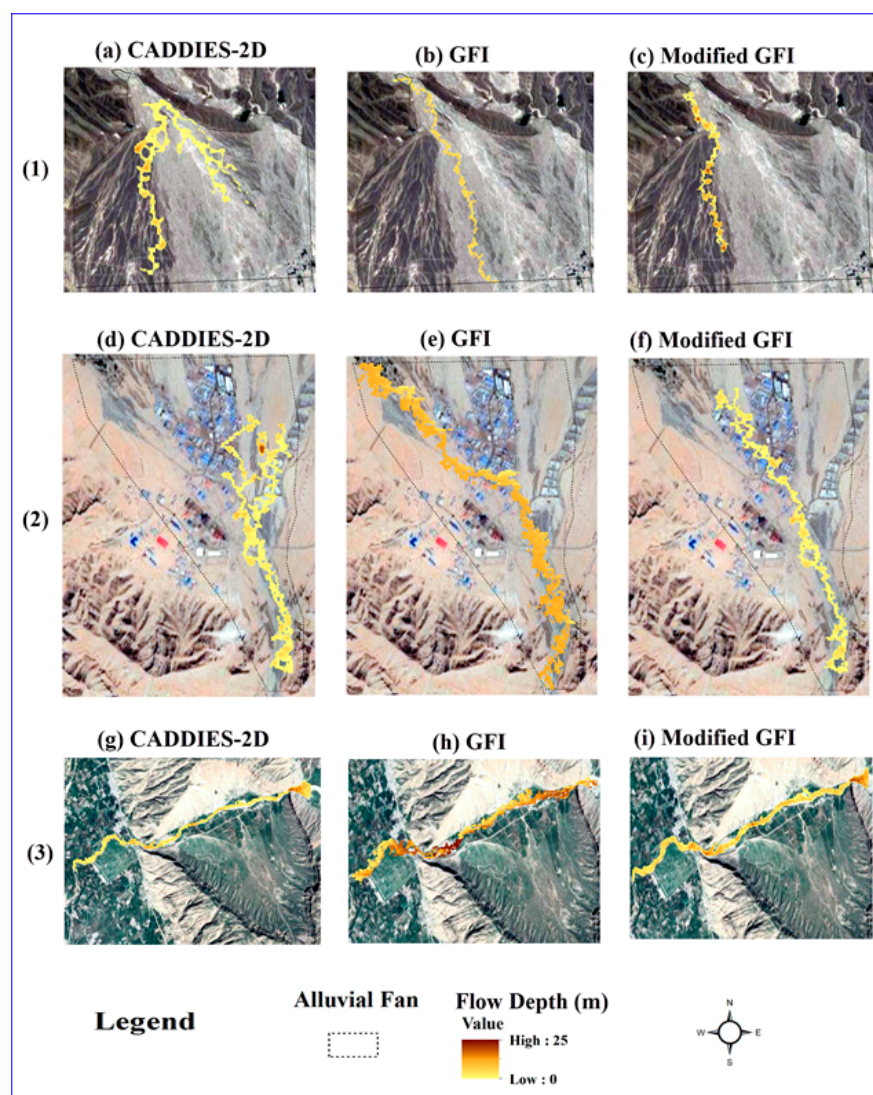 (a) CADDIES-2D
(b) GFI
(c) Modified GFI
(1)
(d) CADDIES-2D
(e) GFI
(f) Modified GFI
(2)
(g) CADDIES-2D
(h) GFI
(i) Modified GFI
(3)
Legend
Alluvial Fan
Flow Depth (m)
Value
High : 25
Low : 0
N
W
E
S